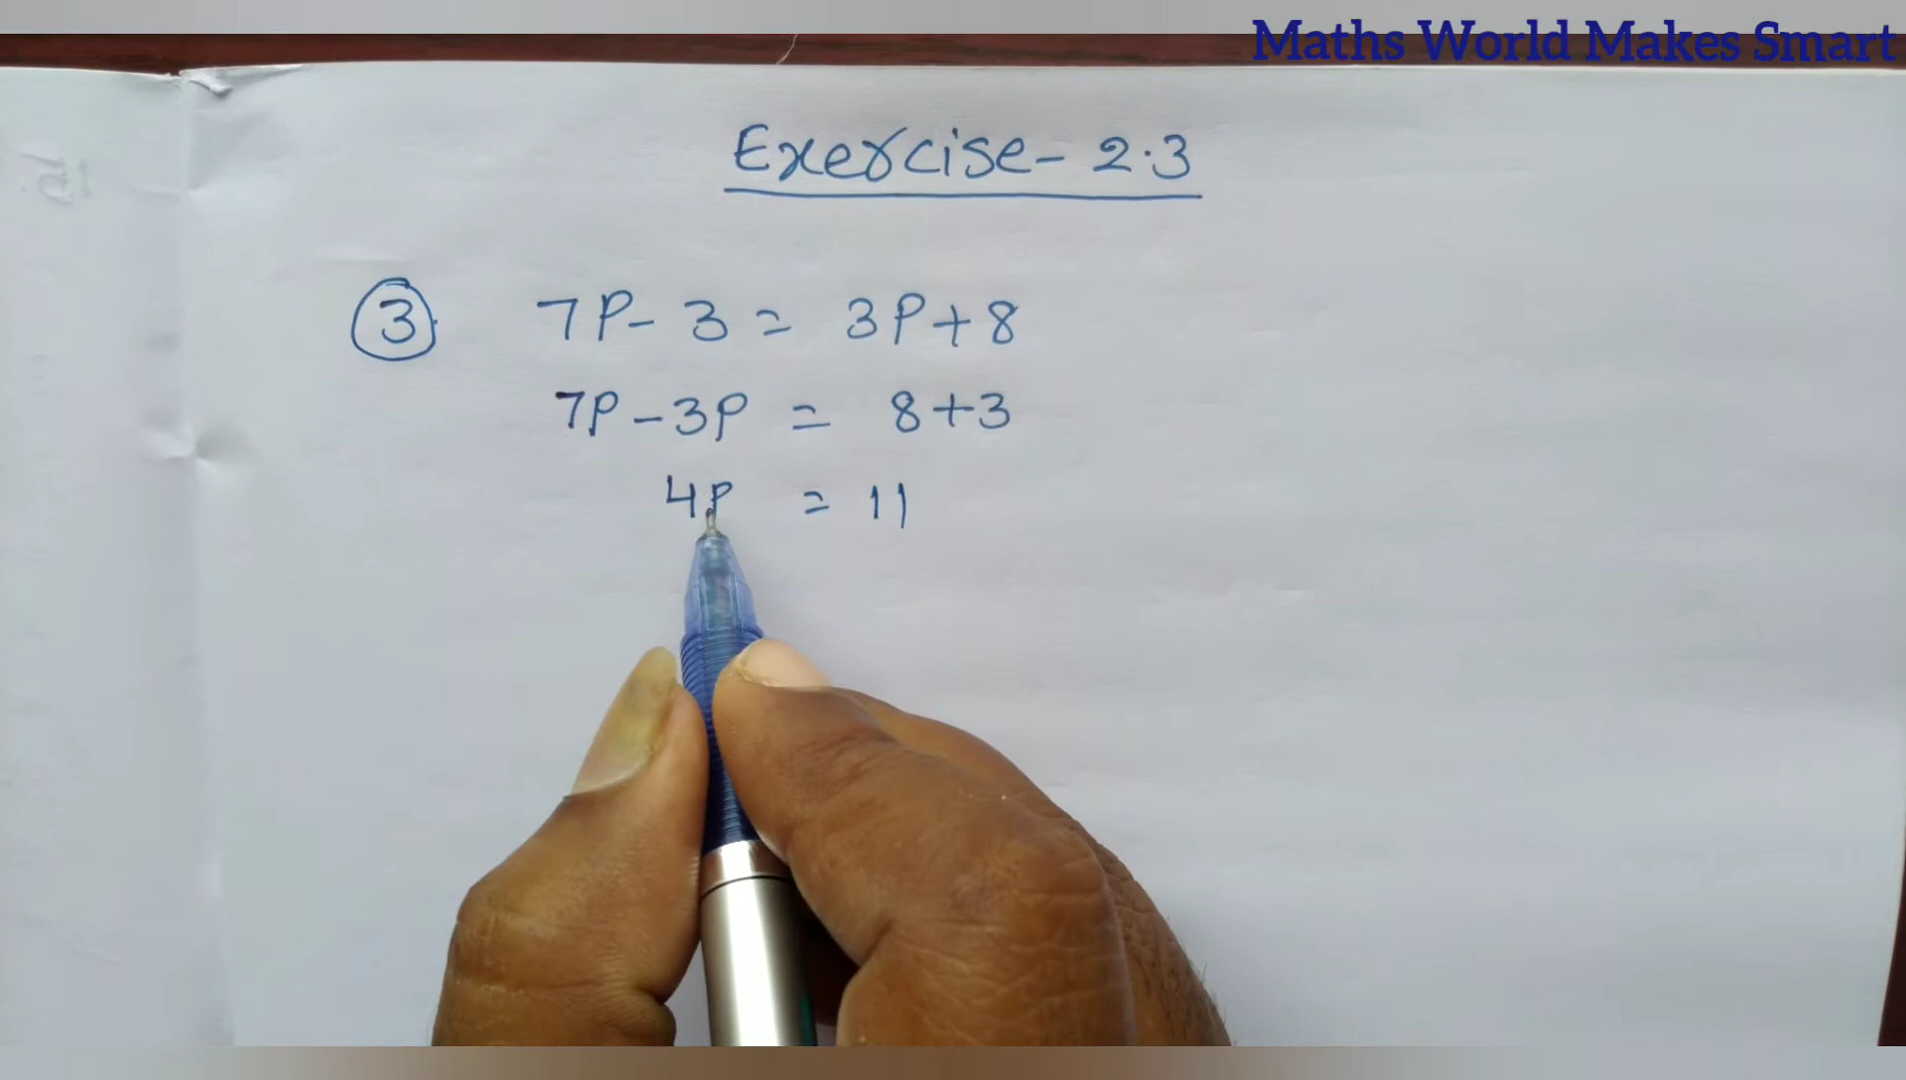 Maths World Makes Smart
Exercise- 2.3
3 7P-3 = 3P+8
7P-3P = 8+3
4P = 11